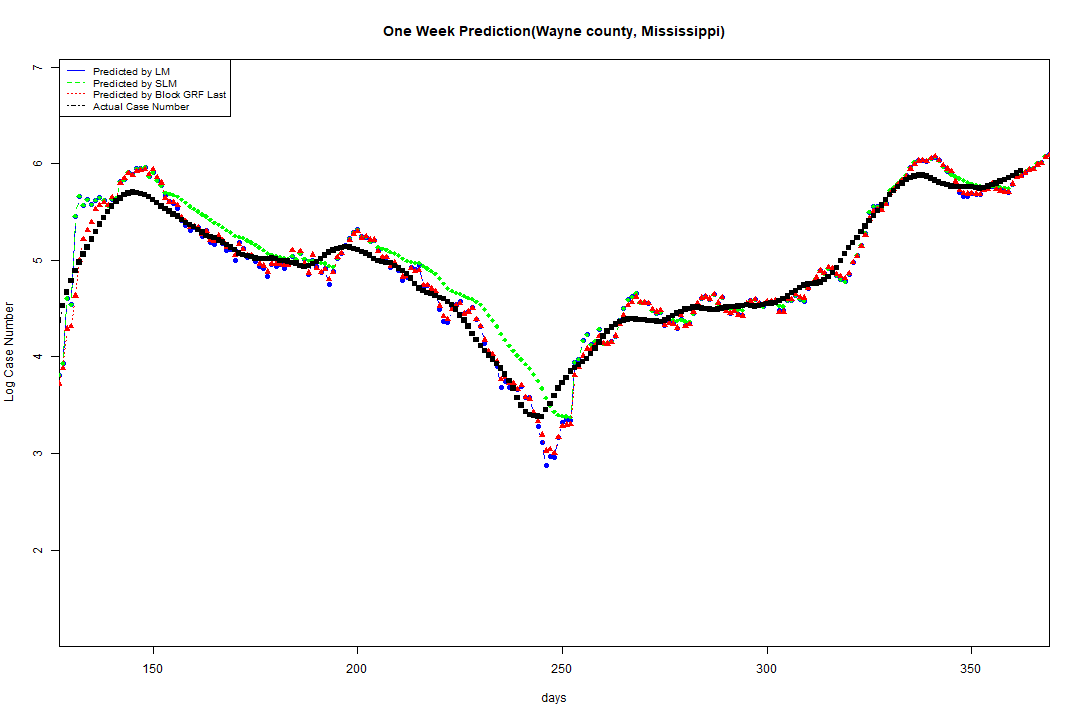 One Week Prediction(Wayne county, Mississippi)
Predicted by LM
Predicted by SLM
Predicted by Block GRF Last
Actual Case Number
Log Case Number
7
6
5
4
3
2
150 200 250 300 350
days